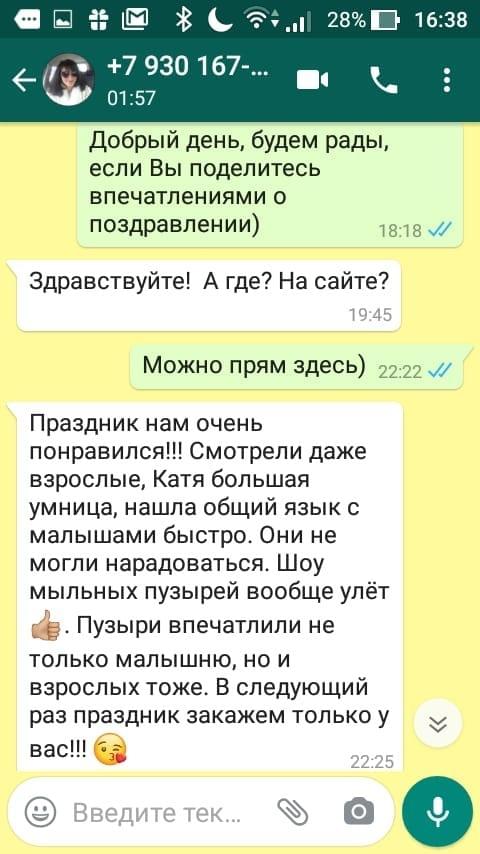 28% 16:38
+7 930 167-...
01:57
Добрый день, будем рады,
если Вы поделитесь
впечатлениями о
поздравлении)
18:18
Здравствуйте! А где? На сайте?
19:45
Можно прям здесь) 22:22
Праздник нам очень
понравился!!! Смотрели даже
взрослые, Катя большая
умница, нашла общий язык с
малышами быстро. Они не
могли нарадоваться. Шоу
мыльных пузырей вообще улёт
👍. Пузыри впечатлили не
только малышню, но и
взрослых тоже. В следующий
раз праздник закажем только у
вас!!! 😘
22:25
Введите тек...